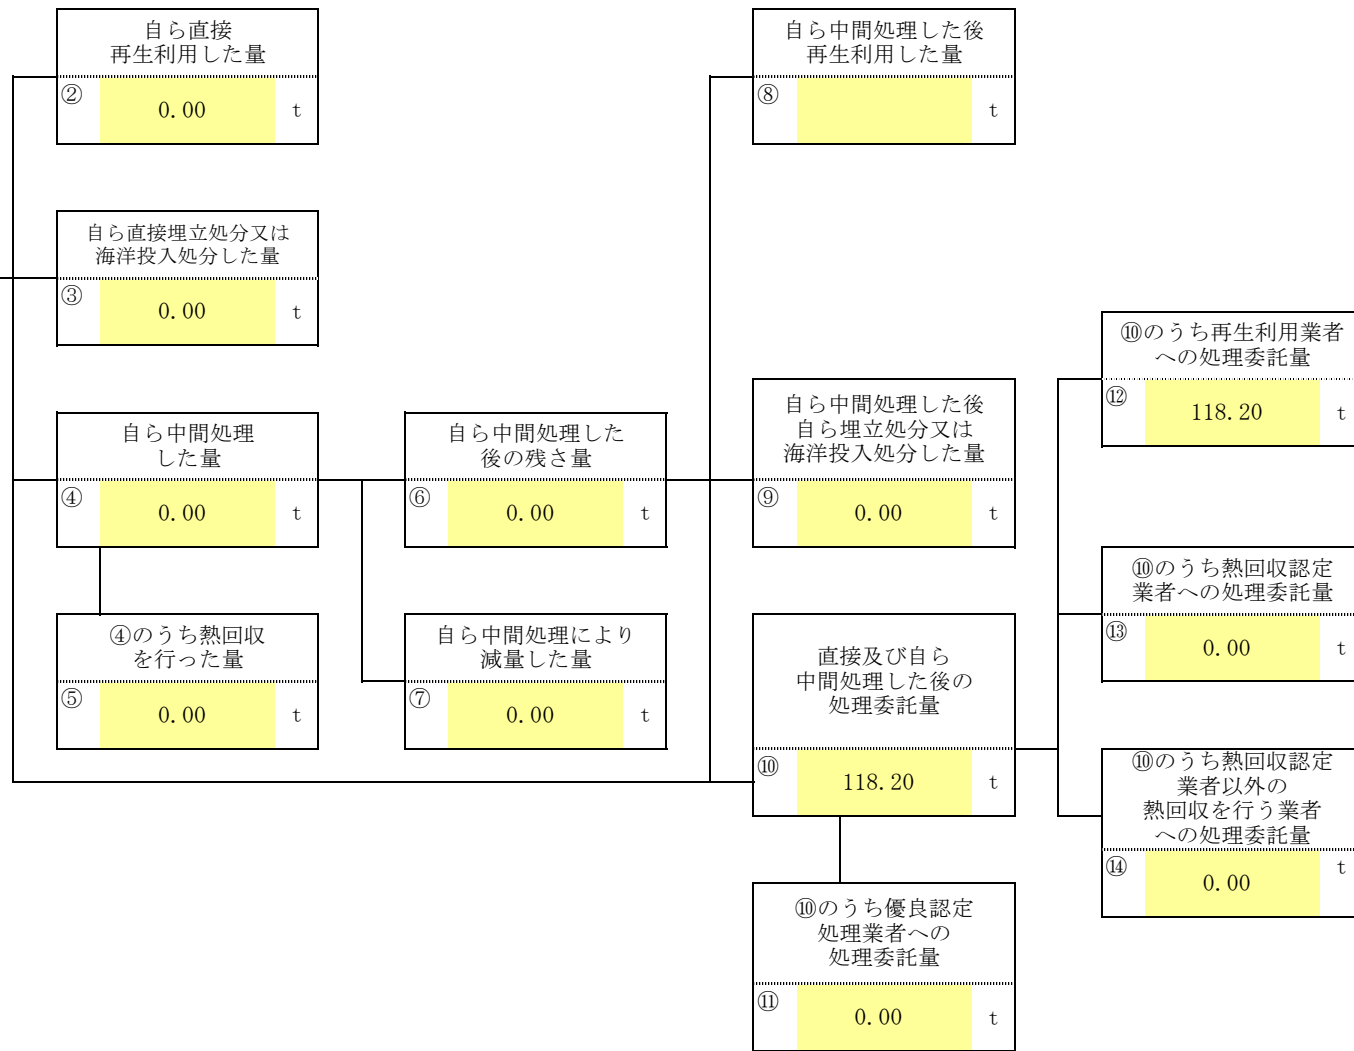 自ら直接
再生利用した量
②
0.00
t
自ら中間処理した後
再生利用した量
⑧
t
自ら直接埋立処分又は
海洋投入処分した量
③
0.00
t
⑩のうち再生利用業者
への処理委託量
⑫
118.20
t
自ら中間処理
した量
④
0.00
t
自ら中間処理した
後の残さ量
⑥
0.00
t
自ら中間処理した後
自ら埋立処分又は
海洋投入処分した量
⑨
0.00
t
⑩のうち熱回収認定
業者への処理委託量
⑬
0.00
t
④のうち熱回収
を行った量
⑤
0.00
t
自ら中間処理により
減量した量
⑦
0.00
t
直接及び自ら
中間処理した後の
処理委託量
⑩
118.20
t
⑩のうち熱回収認定
業者以外の
熱回収を行う業者
への処理委託量
⑭
0.00
t
⑩のうち優良認定
処理業者への
処理委託量
⑪
0.00
t